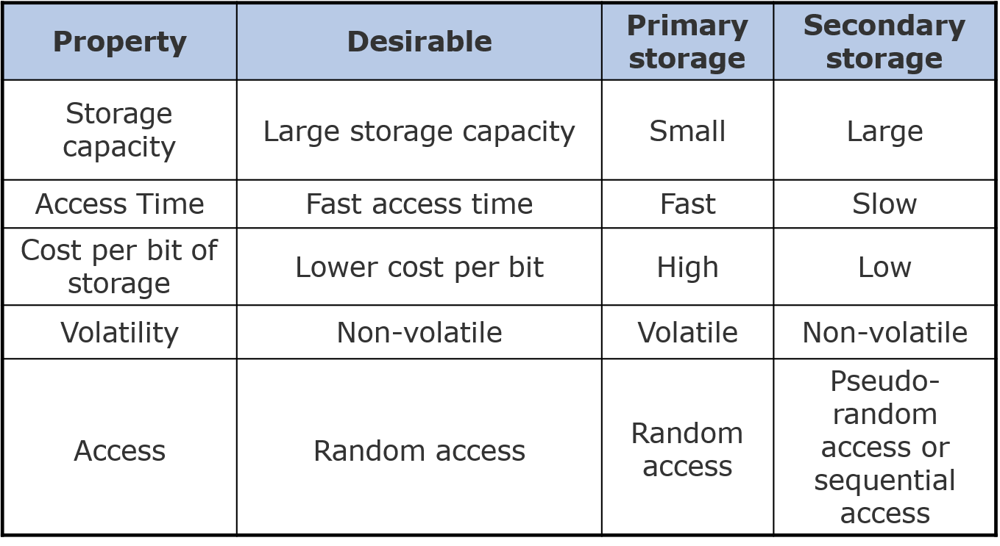 Property
Desirable
Primary
storage
Secondary
storage
Storage
capacity
Large storage capacity
Small
Large
Access Time
Fast access time
Fast
Slow
Cost per bit of
storage
Lower cost per bit
High
Low
Volatility
Non-volatile
Volatile
Non-volatile
Access
Random access
Random
access
Pseudo-
random
access or
sequential
access